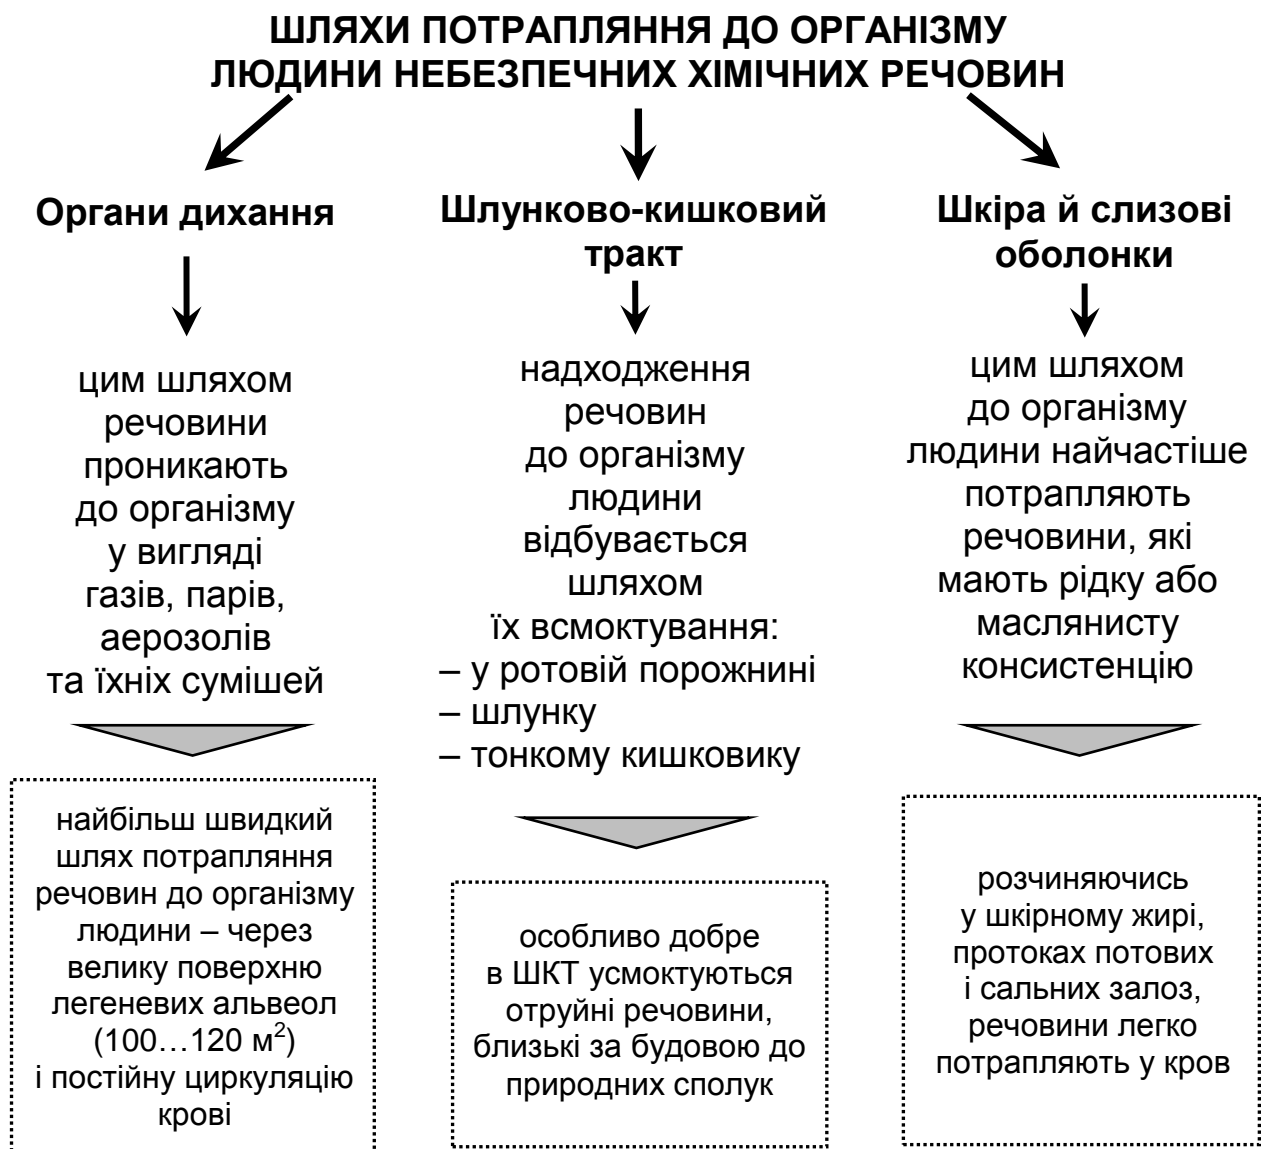 ШЛЯХИ ПОТРАПЛЯННЯ ДО ОРГАНІЗМУ
ЛЮДИНИ НЕБЕЗПЕЧНИХ ХІМІЧНИХ РЕЧОВИН
Органи дихання
цим шляхом
речовини
проникають
до організму
у вигляді
газів, парів,
аерозолів
та їхніх сумішей
найбільш швидкий
шлях потрапляння
речовин до організму
людини – через
велику поверхню
легеневих альвеол
(100…120 м²)
і постійну циркуляцію
крові
Шлунково-кишковий
тракт
надходження
речовин
до організму
людини
відбувається
шляхом
їх всмоктування:
– у ротовій порожнині
– шлунку
– тонкому кишковику
особливо добре
в ШКТ усмоктуються
отруйні речовини,
близькі за будовою до
природних сполук
Шкіра й слизові
оболонки
цим шляхом
до організму
людини найчастіше
потрапляють
речовини, які
мають рідку або
маслянисту
консистенцію
розчиняючись
у шкірному жирі,
протоках потових
і сальних залоз,
речовини легко
потрапляють у кров